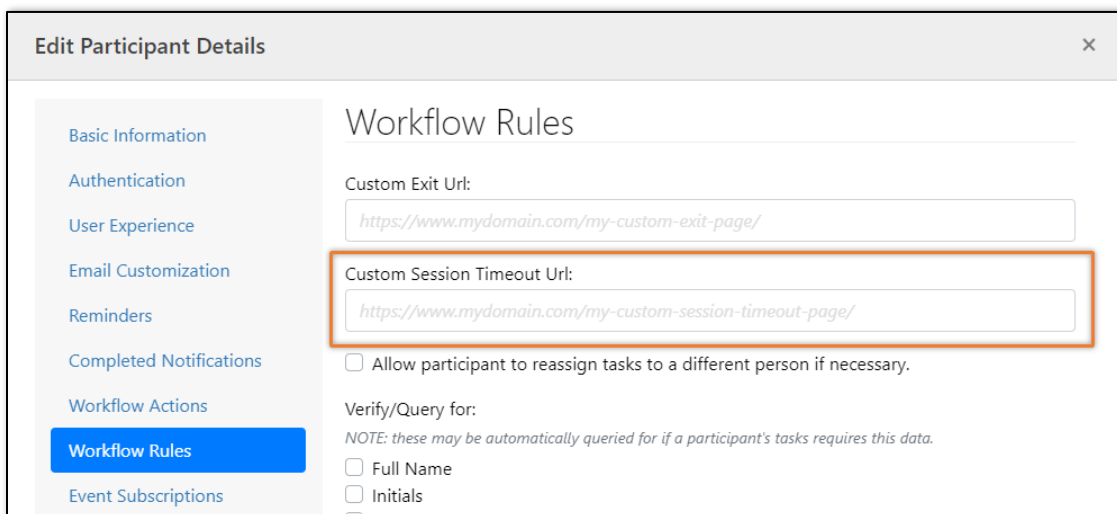 Edit Participant Details
×
Basic Information
Authentication
User Experience
Email Customization
Reminders
Completed Notifications
Workflow Actions
Workflow Rules
Event Subscriptions
Workflow Rules
Custom Exit Url:
https://www.mydomain.com/my-custom-exit-page/
Custom Session Timeout Url:
https://www.mydomain.com/my-custom-session-timeout-page/
Allow participant to reassign tasks to a different person if necessary.
Verify/Query for:
NOTE: these may be automatically queried for if a participant's tasks requires this data.
Full Name
Initials